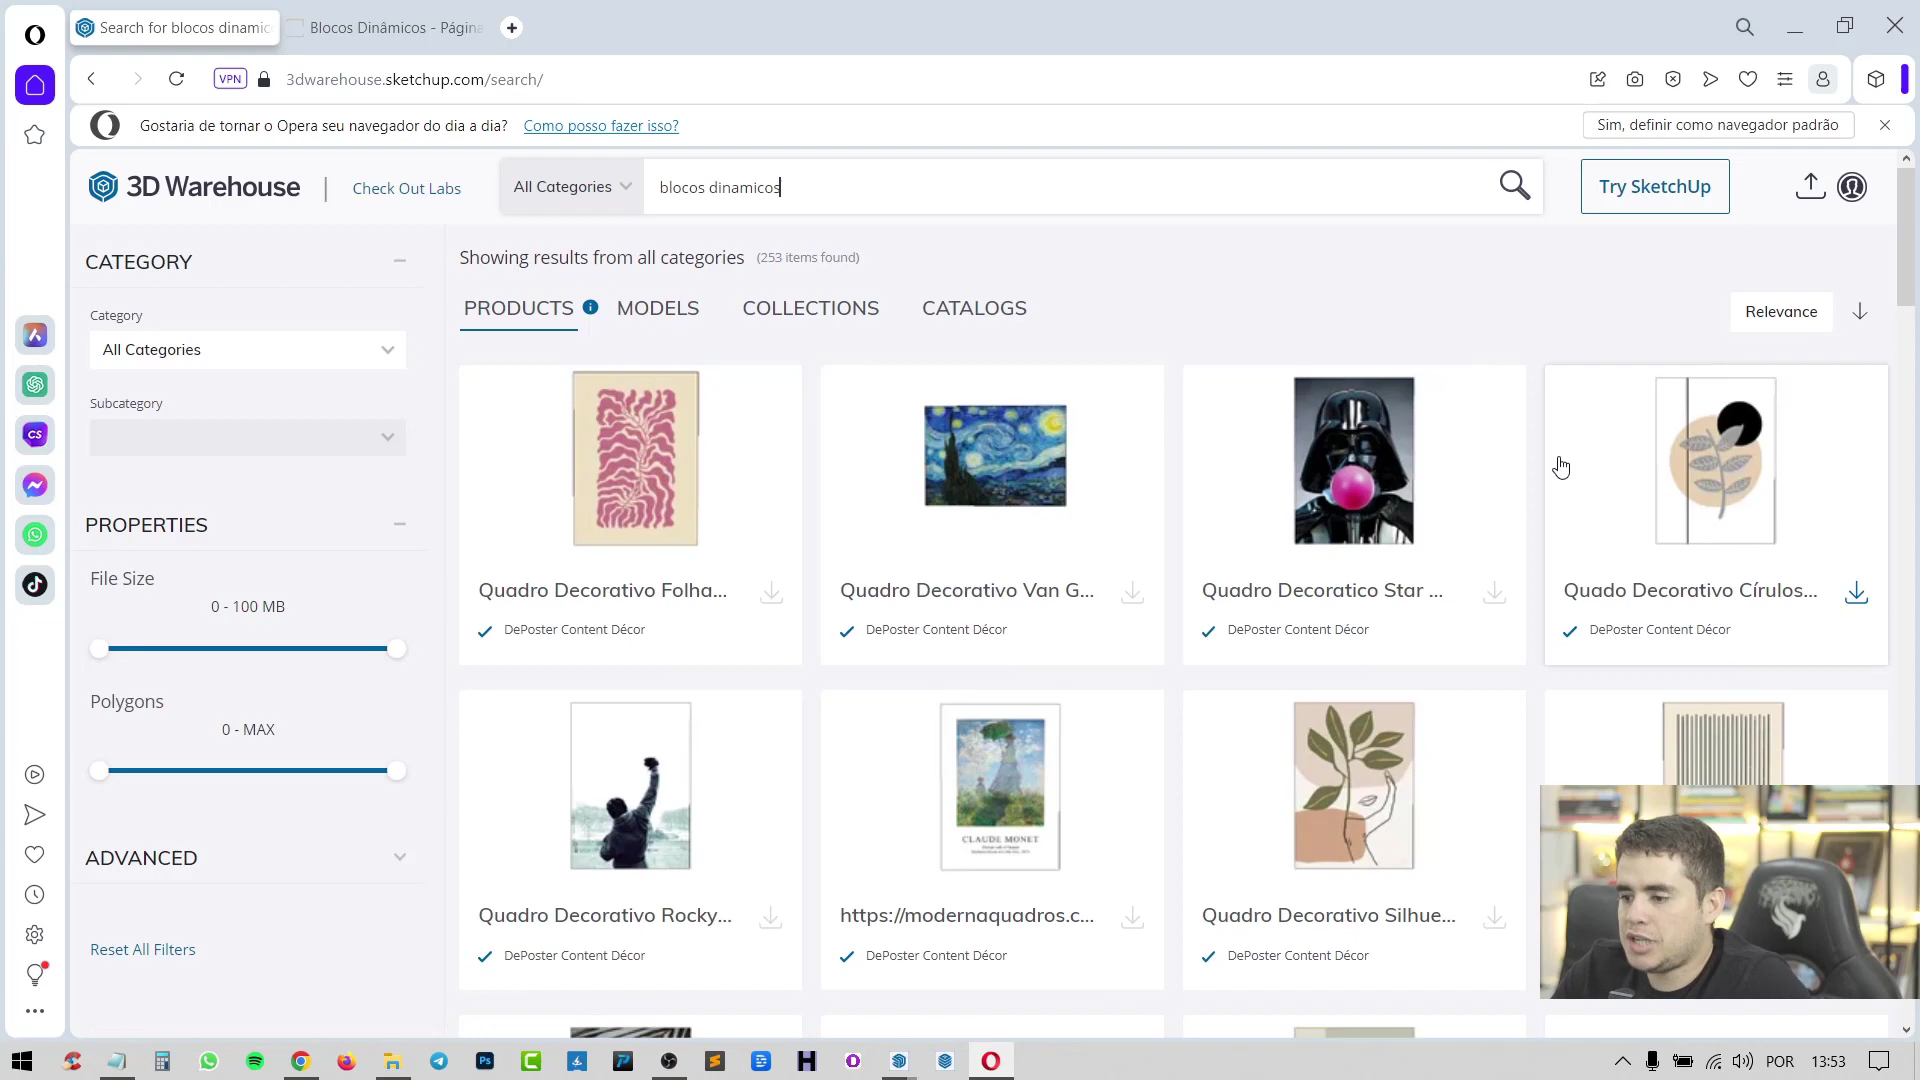 Search for blocos dinamic
Blocos Dinâmicos - Página
VPN
3dwarehouse.sketchup.com/search/
Gostaria de tornar o Opera seu navegador do dia a dia? Como posso fazer isso?
Sim, definir como navegador padrão
3D Warehouse
Check Out Labs
All Categories
blocos dinamicos
Try SketchUp
CATEGORY
Category
All Categories
Subcategory
PROPERTIES
File Size
0 - 100 MB
Polygons
0 - MAX
ADVANCED
Reset All Filters
Showing results from all categories (253 items found)
PRODUCTS MODELS COLLECTIONS CATALOGS
Relevance
Quadro Decorativo Folha...
DePoster Content Décor
Quadro Decorativo Van G...
DePoster Content Décor
Quadro Decoratico Star ...
DePoster Content Décor
Quado Decorativo Círulos...
DePoster Content Décor
CLAUDE MONET
Quadro Decorativo Rocky...
DePoster Content Décor
https://modernaquadros.c...
DePoster Content Décor
Quadro Decorativo Silhue...
DePoster Content Décor
CS
Ps
POR
13:53